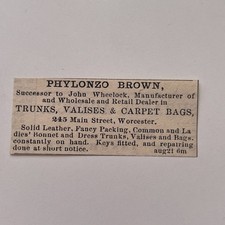 PHYLONZO BROWN,
Successor to John Wheelock, Manufacturer of
and Wholesale and Retail Dealer in
TRUNKS, VALISES & CARPET BAGS,
245 Main Street, Worcester.
Solid Leather, Fancy Packing, Common and La
dies' Bonnet and Dress Trunks, Valises and Bags,
constantly on hand. Keys fitted, and repairing
done at short notice. aug21 6m